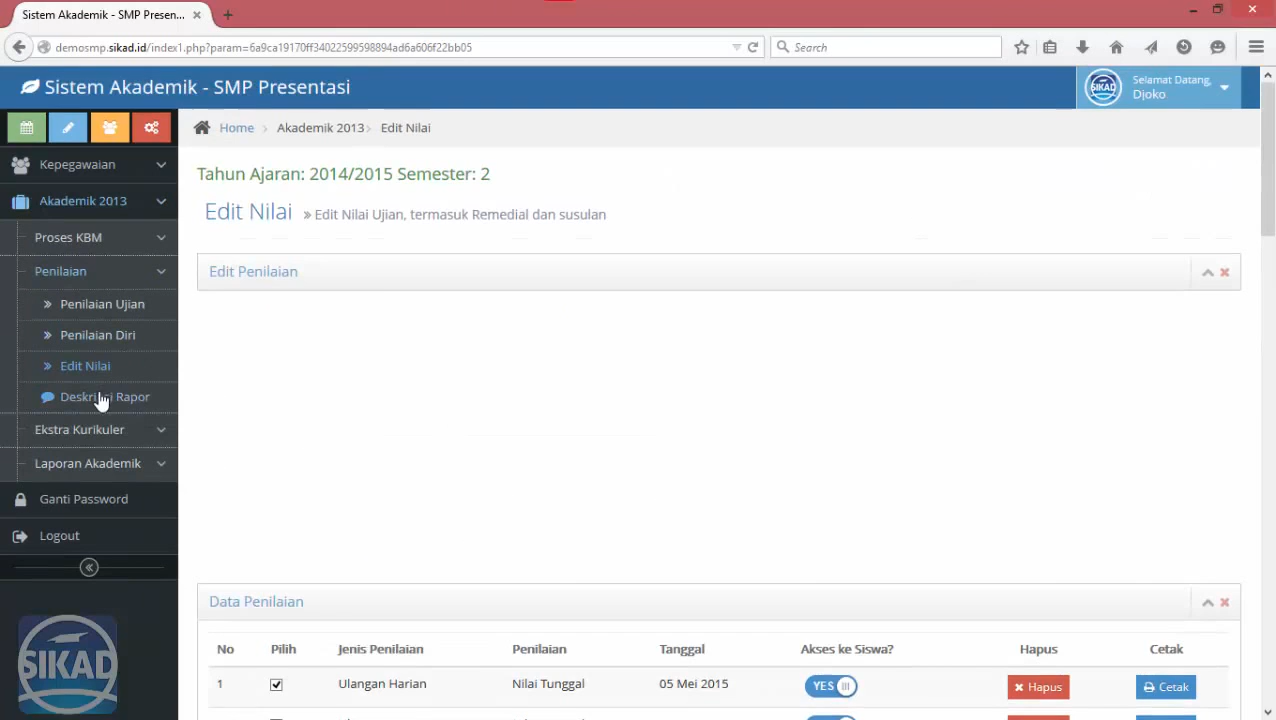 Sistem Akademik - SMP Presen...
demosmp.sikad.id/index1.php?param=6a9ca19170ff34022599598894ad6a606f22bb05
Search
Sistem Akademik - SMP Presentasi
SIKAD
Selamat Datang,
Djoko
Home
Akademik 2013
Edit Nilai
Kepegawaian
Akademik 2013
Proses KBM
Penilaian
Penilaian Ujian
Penilaian Diri
Edit Nilai
Deskripsi Rapor
Ekstra Kurikuler
Laporan Akademik
Ganti Password
Logout
SIKAD
Tahun Ajaran: 2014/2015 Semester: 2
Edit Nilai » Edit Nilai Ujian, termasuk Remedial dan susulan
Edit Penilaian
Data Penilaian
No Pilih Jenis Penilaian Penilaian Tanggal Akses ke Siswa? Hapus Cetak
1 Ulangan Harian Nilai Tunggal 05 Mei 2015 YES Hapus Cetak